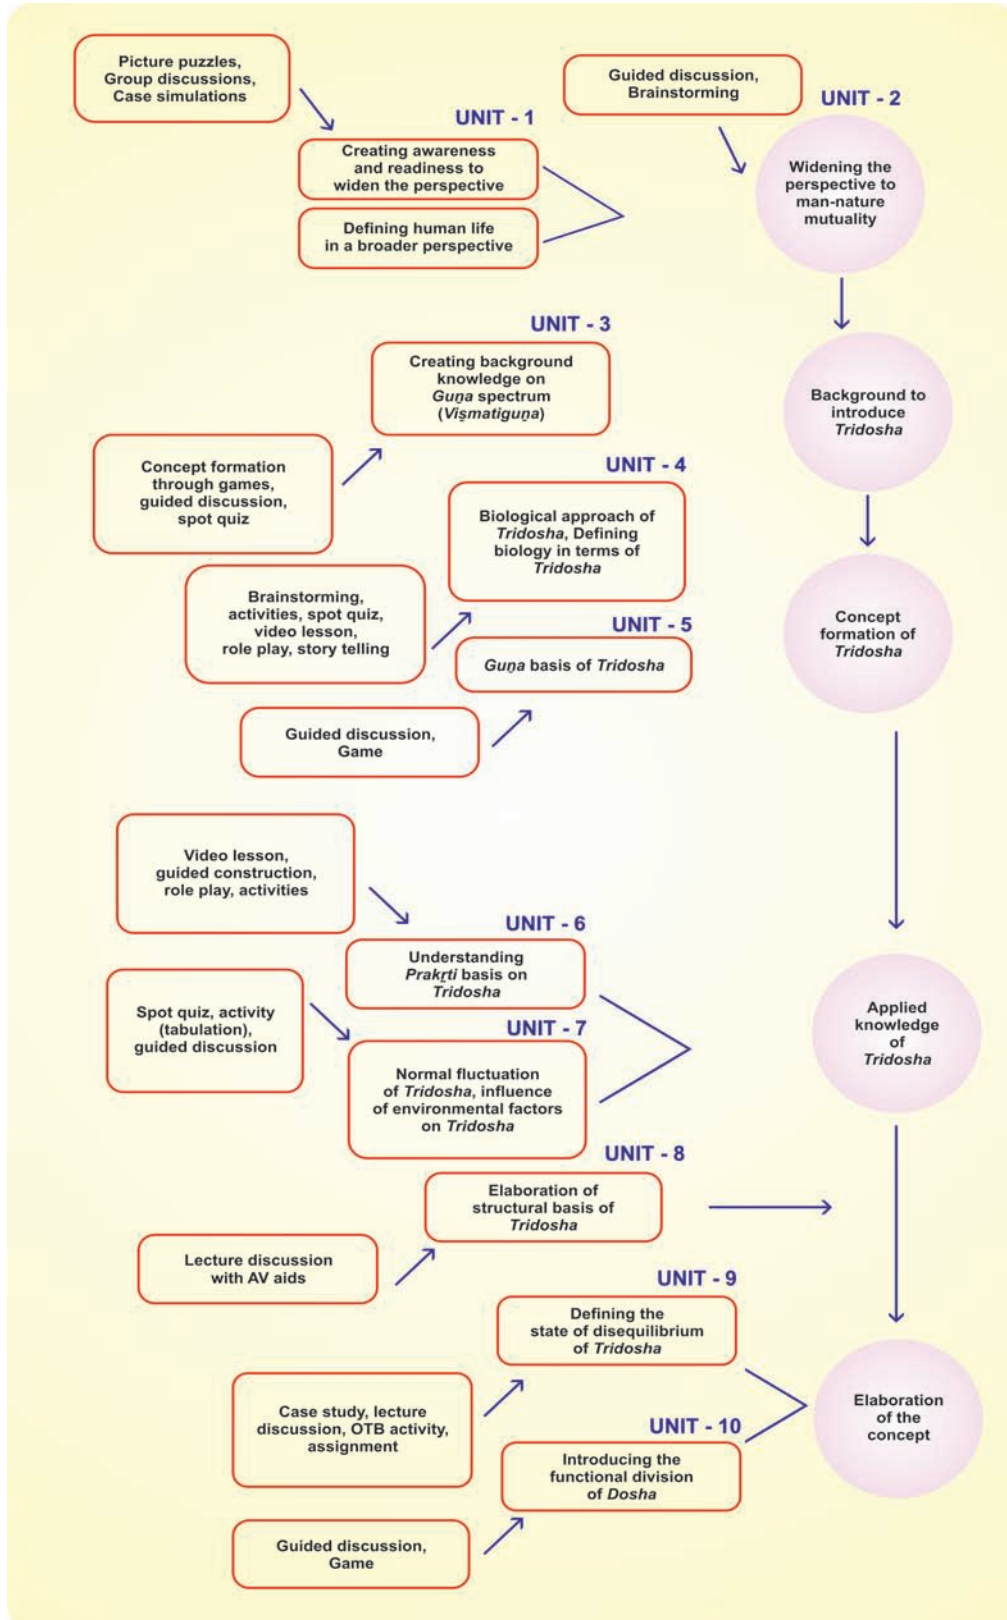 Picture puzzles,
Group discussions,
Case simulations
Guided discussion,
Brainstorming
UNIT - 1
UNIT - 2
Creating awareness
and readiness to
widen the perspective
Defining human life
in a broader perspective
Widening the
perspective to
man-nature
mutuality
UNIT - 3
Creating background
knowledge on
Guṇa spectrum
(Viṣmatiguṇa)
Background to
introduce
Tridosha
Concept formation
through games,
guided discussion,
spot quiz
UNIT - 4
Biological approach of
Tridosha, Defining
biology in terms of
Tridosha
Brainstorming,
activities, spot quiz,
video lesson,
role play, story telling
UNIT - 5
Guṇa basis of Tridosha
Concept
formation of
Tridosha
Guided discussion,
Game
Video lesson,
guided construction,
role play, activities
UNIT - 6
Understanding
Prakṛti basis on
Tridosha
Spot quiz, activity
(tabulation),
guided discussion
UNIT - 7
Normal fluctuation
of Tridosha, influence
of environmental factors
on Tridosha
Applied
knowledge
of
Tridosha
UNIT - 8
Elaboration of
structural basis of
Tridosha
Lecture discussion
with AV aids
UNIT - 9
Defining the
state of disequilibrium
of Tridosha
Case study, lecture
discussion, OTB activity,
assignment
UNIT - 10
Introducing the
functional division
of Dosha
Elaboration
of the
concept
Guided discussion,
Game